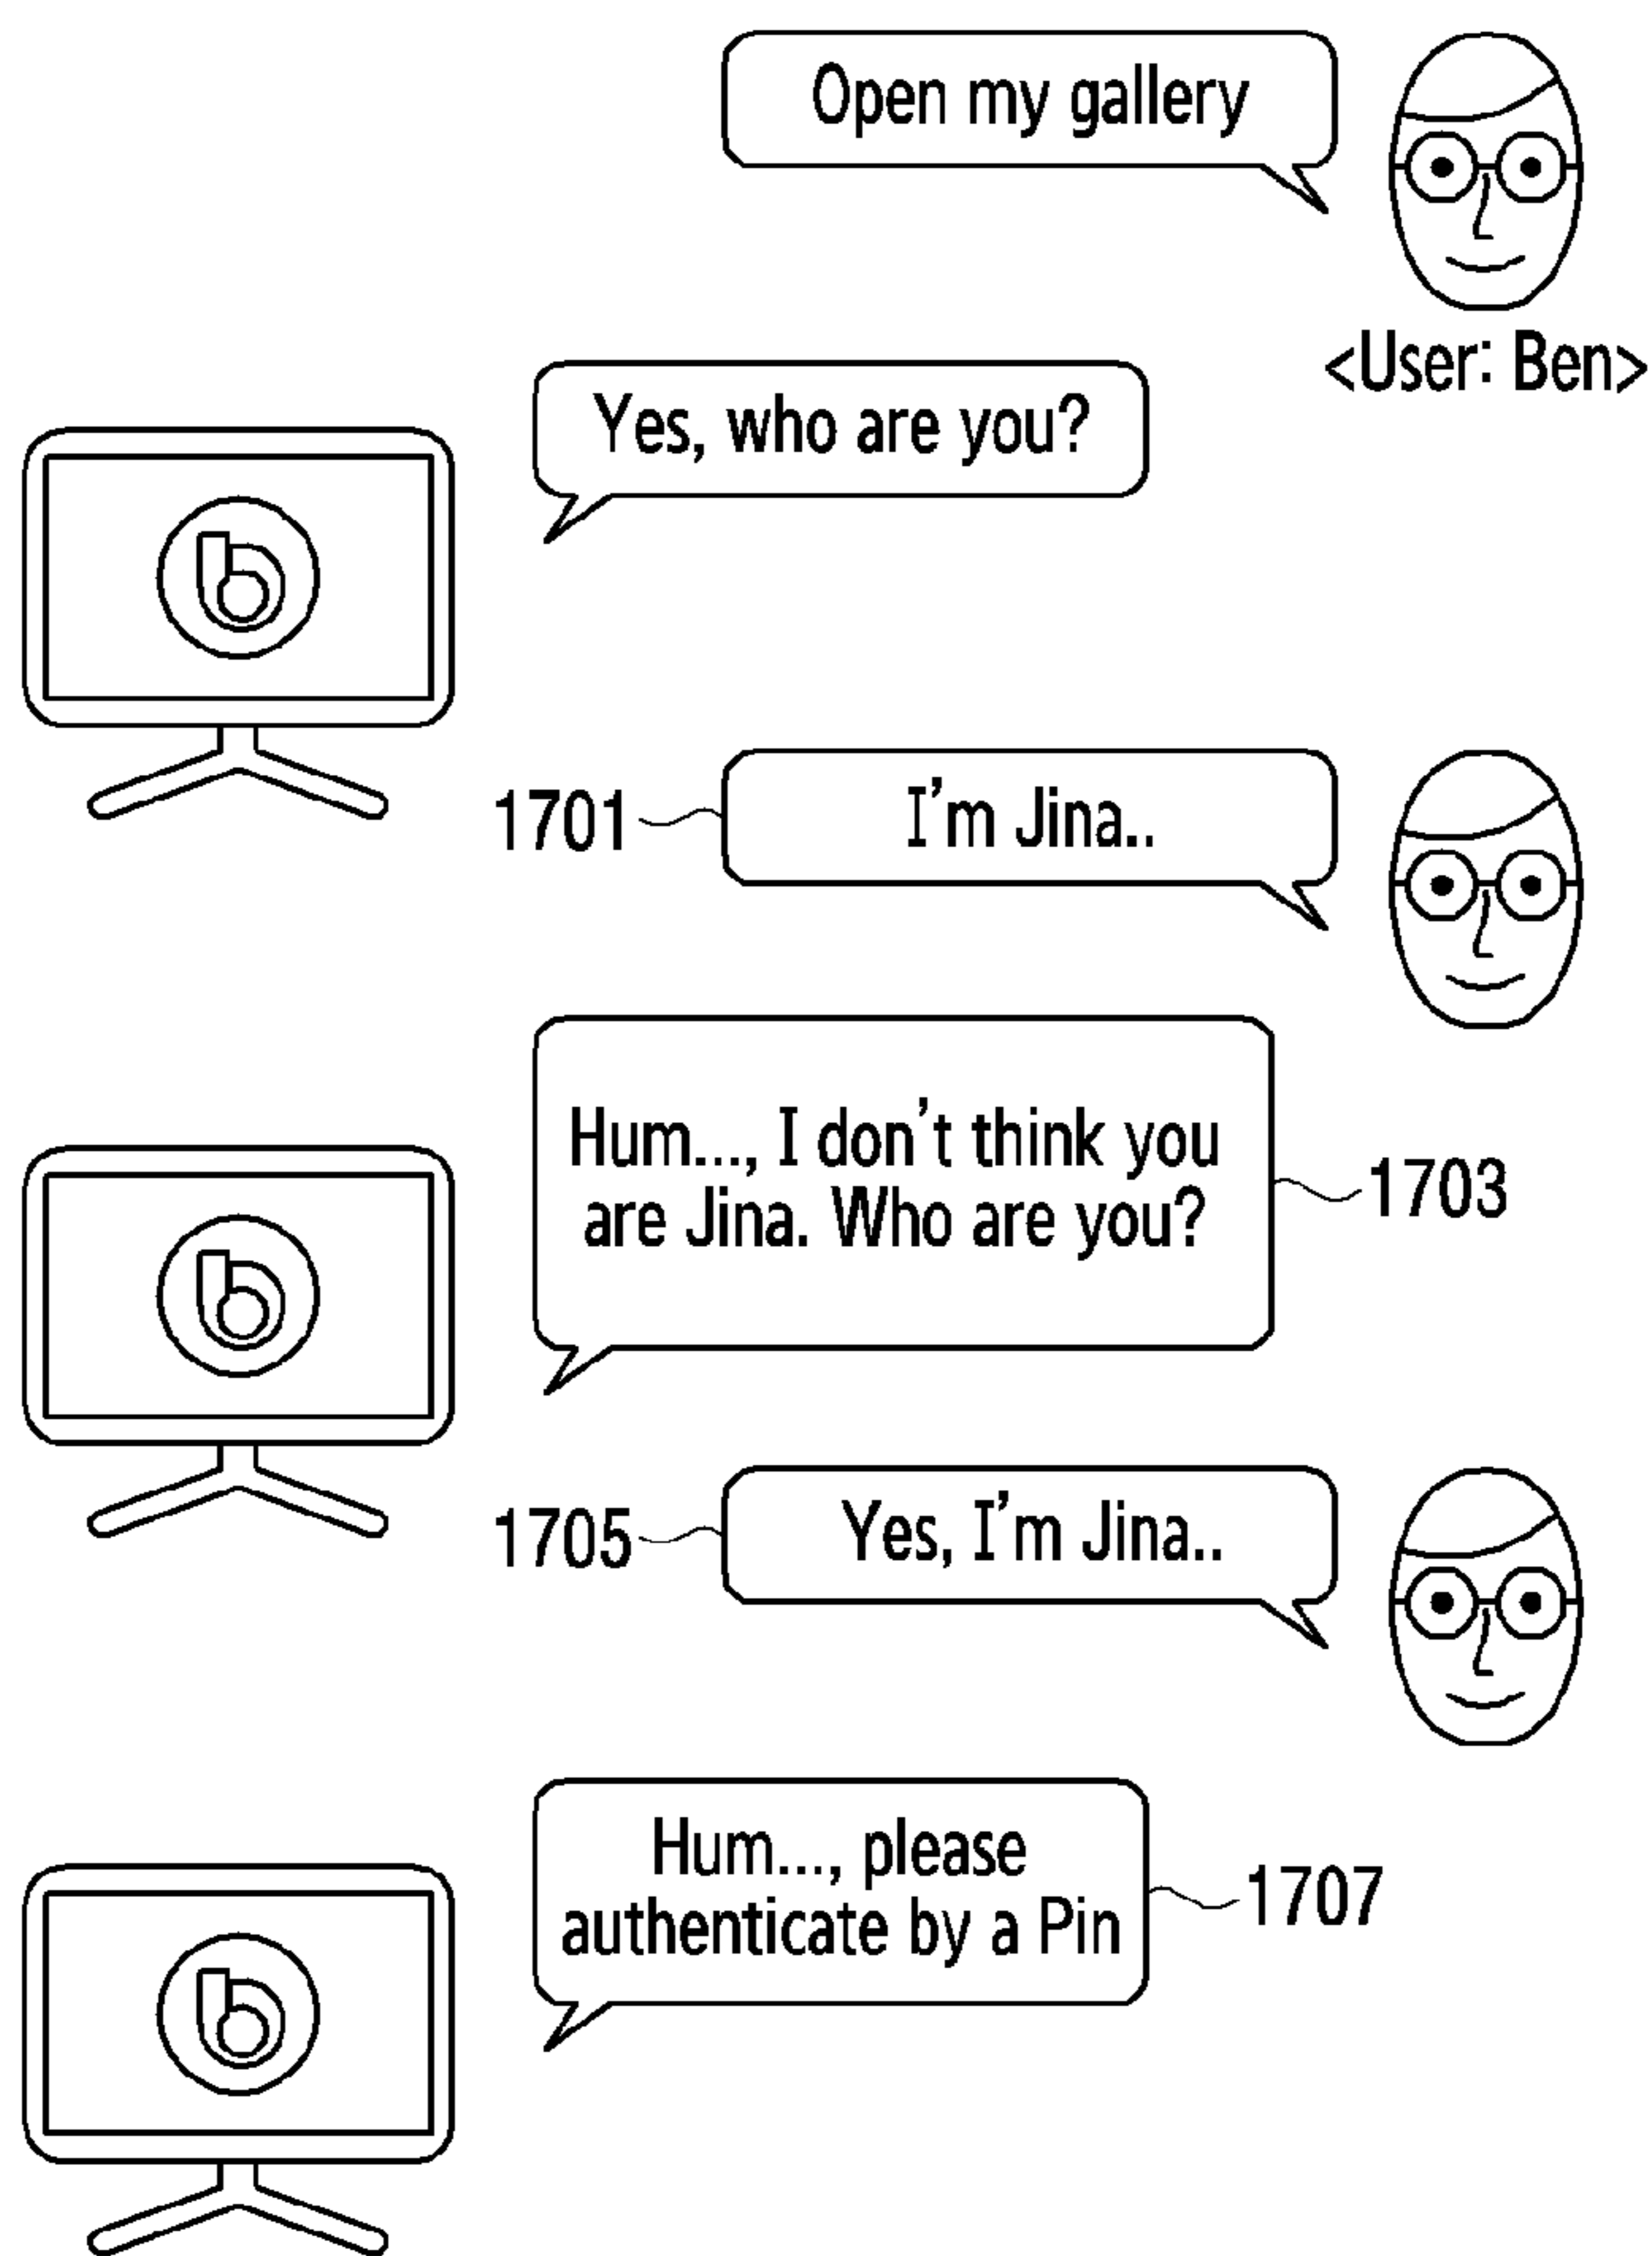 Open my gallery
<User: Ben>
Yes, who are you?
b
1701
I'm Jina..
Hum..., I don't think you
are Jina. Who are you?
1703
b
1705
Yes, I'm Jina..
Hum..., please
authenticate by a Pin
1707
b